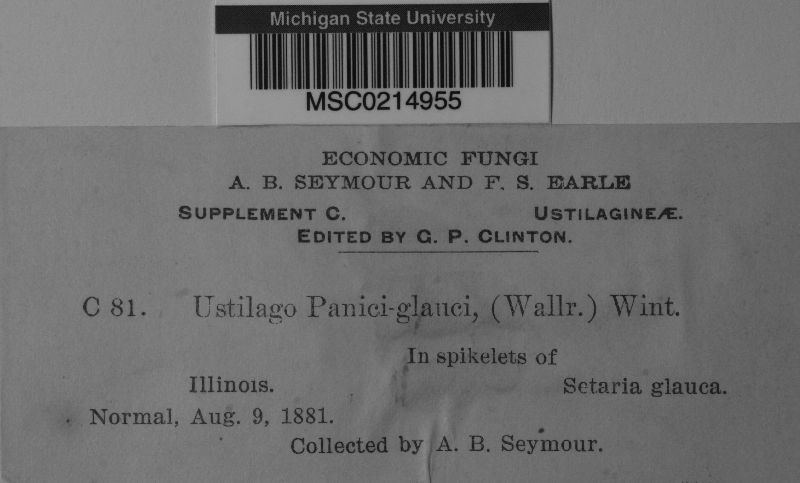 Michigan State University
MSC0214955
ECONOMIC FUNGI
A. B. SEYMOUR AND F. S. EARLE
SUPPLEMENT C. USTILAGINEÆ.
EDITED BY G. P. CLINTON.
C 81. Ustilago Panici-glauci, (Wallr.) Wint.
In spikelets of
Illinois. Setaria glauca.
Normal, Aug. 9, 1881.
Collected by A. B. Seymour.